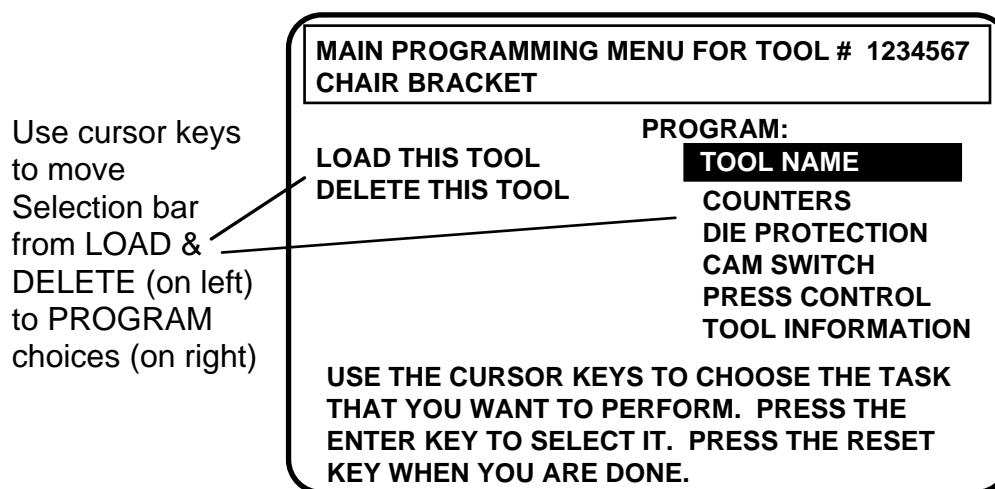 MAIN PROGRAMMING MENU FOR TOOL # 1234567
CHAIR BRACKET
Use cursor keys
to move
Selection bar
from LOAD &
DELETE (on left)
to PROGRAM
choices (on right)
LOAD THIS TOOL
DELETE THIS TOOL
PROGRAM:
TOOL NAME
COUNTERS
DIE PROTECTION
CAM SWITCH
PRESS CONTROL
TOOL INFORMATION
USE THE CURSOR KEYS TO CHOOSE THE TASK
THAT YOU WANT TO PERFORM.  PRESS THE
ENTER KEY TO SELECT IT.  PRESS THE RESET
KEY WHEN YOU ARE DONE.